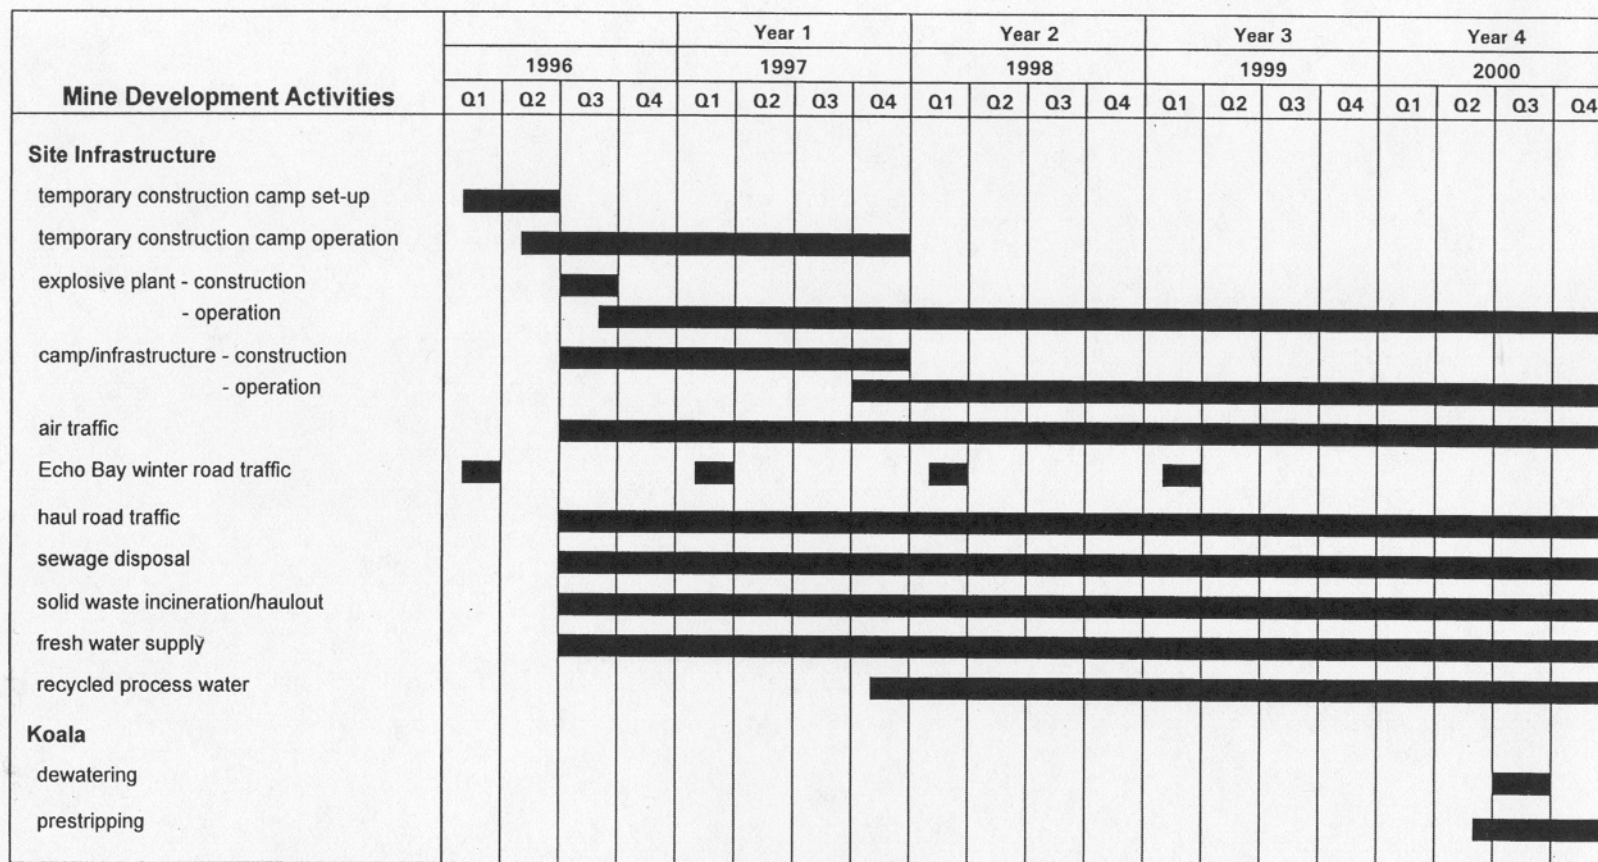 Year 1 Year 2 Year 3 Year 4
1996 1997 1998 1999 2000
Mine Development Activities Q1 Q2 Q3 Q4 Q1 Q2 Q3 Q4 Q1 Q2 Q3 Q4 Q1 Q2 Q3 Q4 Q1 Q2 Q3 Q4
Site Infrastructure
temporary construction camp set-up
temporary construction camp operation
explosive plant - construction
- operation
camp/infrastructure - construction
- operation
air traffic
Echo Bay winter road traffic
haul road traffic
sewage disposal
solid waste incineration/haulout
fresh water supply
recycled process water
Koala
dewatering
prestripping